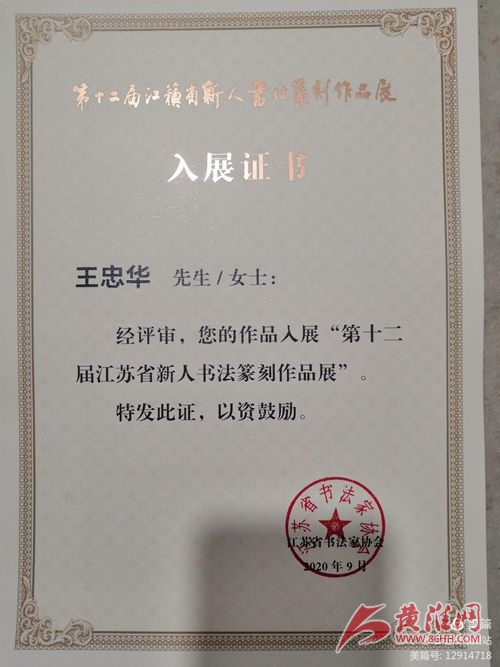 第十二届江苏省新人书法篆刻作品展
入展证书
王忠华 先生/女士:
经评审，您的作品入展“第十二
届江苏省新人书法篆刻作品展”。
特发此证，以资鼓励。
江苏省书法家协会
江苏省书法家协会
2020年9月
黄淮网
www.86HH.com
美篇号: 12914718